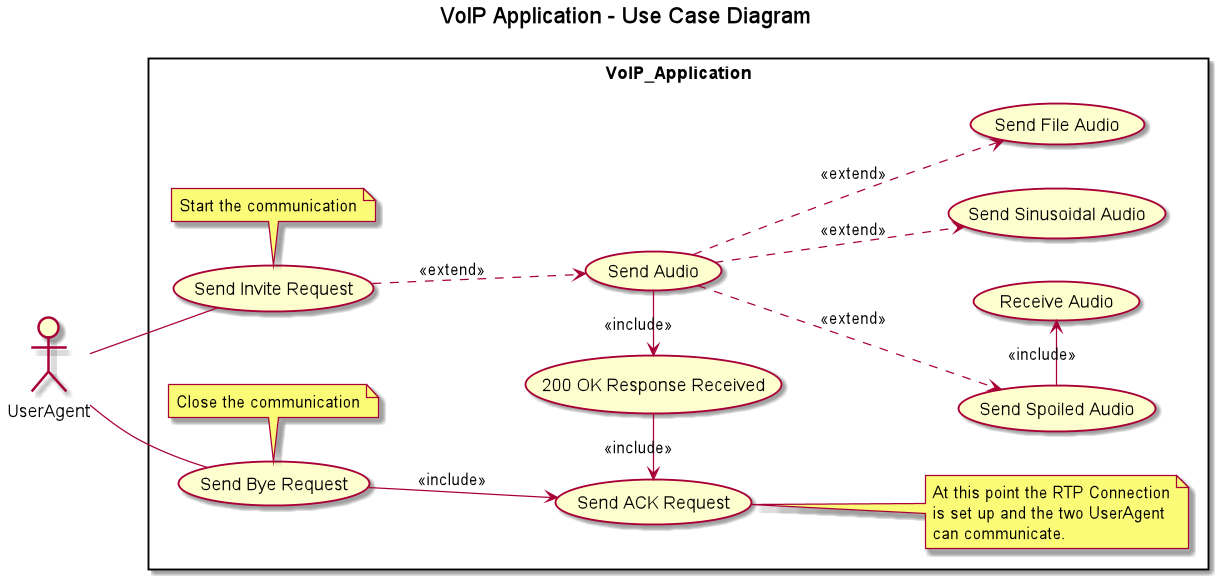 VoIP Application - Use Case Diagram
VoIP_Application
Send File Audio
«extend»
Start the communication
Send Sinusoidal Audio
«extend»
Send Audio
«extend»
Send Invite Request
Receive Audio
«extend»
«include»
«include»
200 OK Response Received
UserAgent
Close the communication
Send Spoiled Audio
«include»
Send Bye Request
«include»
Send ACK Request
At this point the RTP Connection
is set up and the two UserAgent
can communicate.